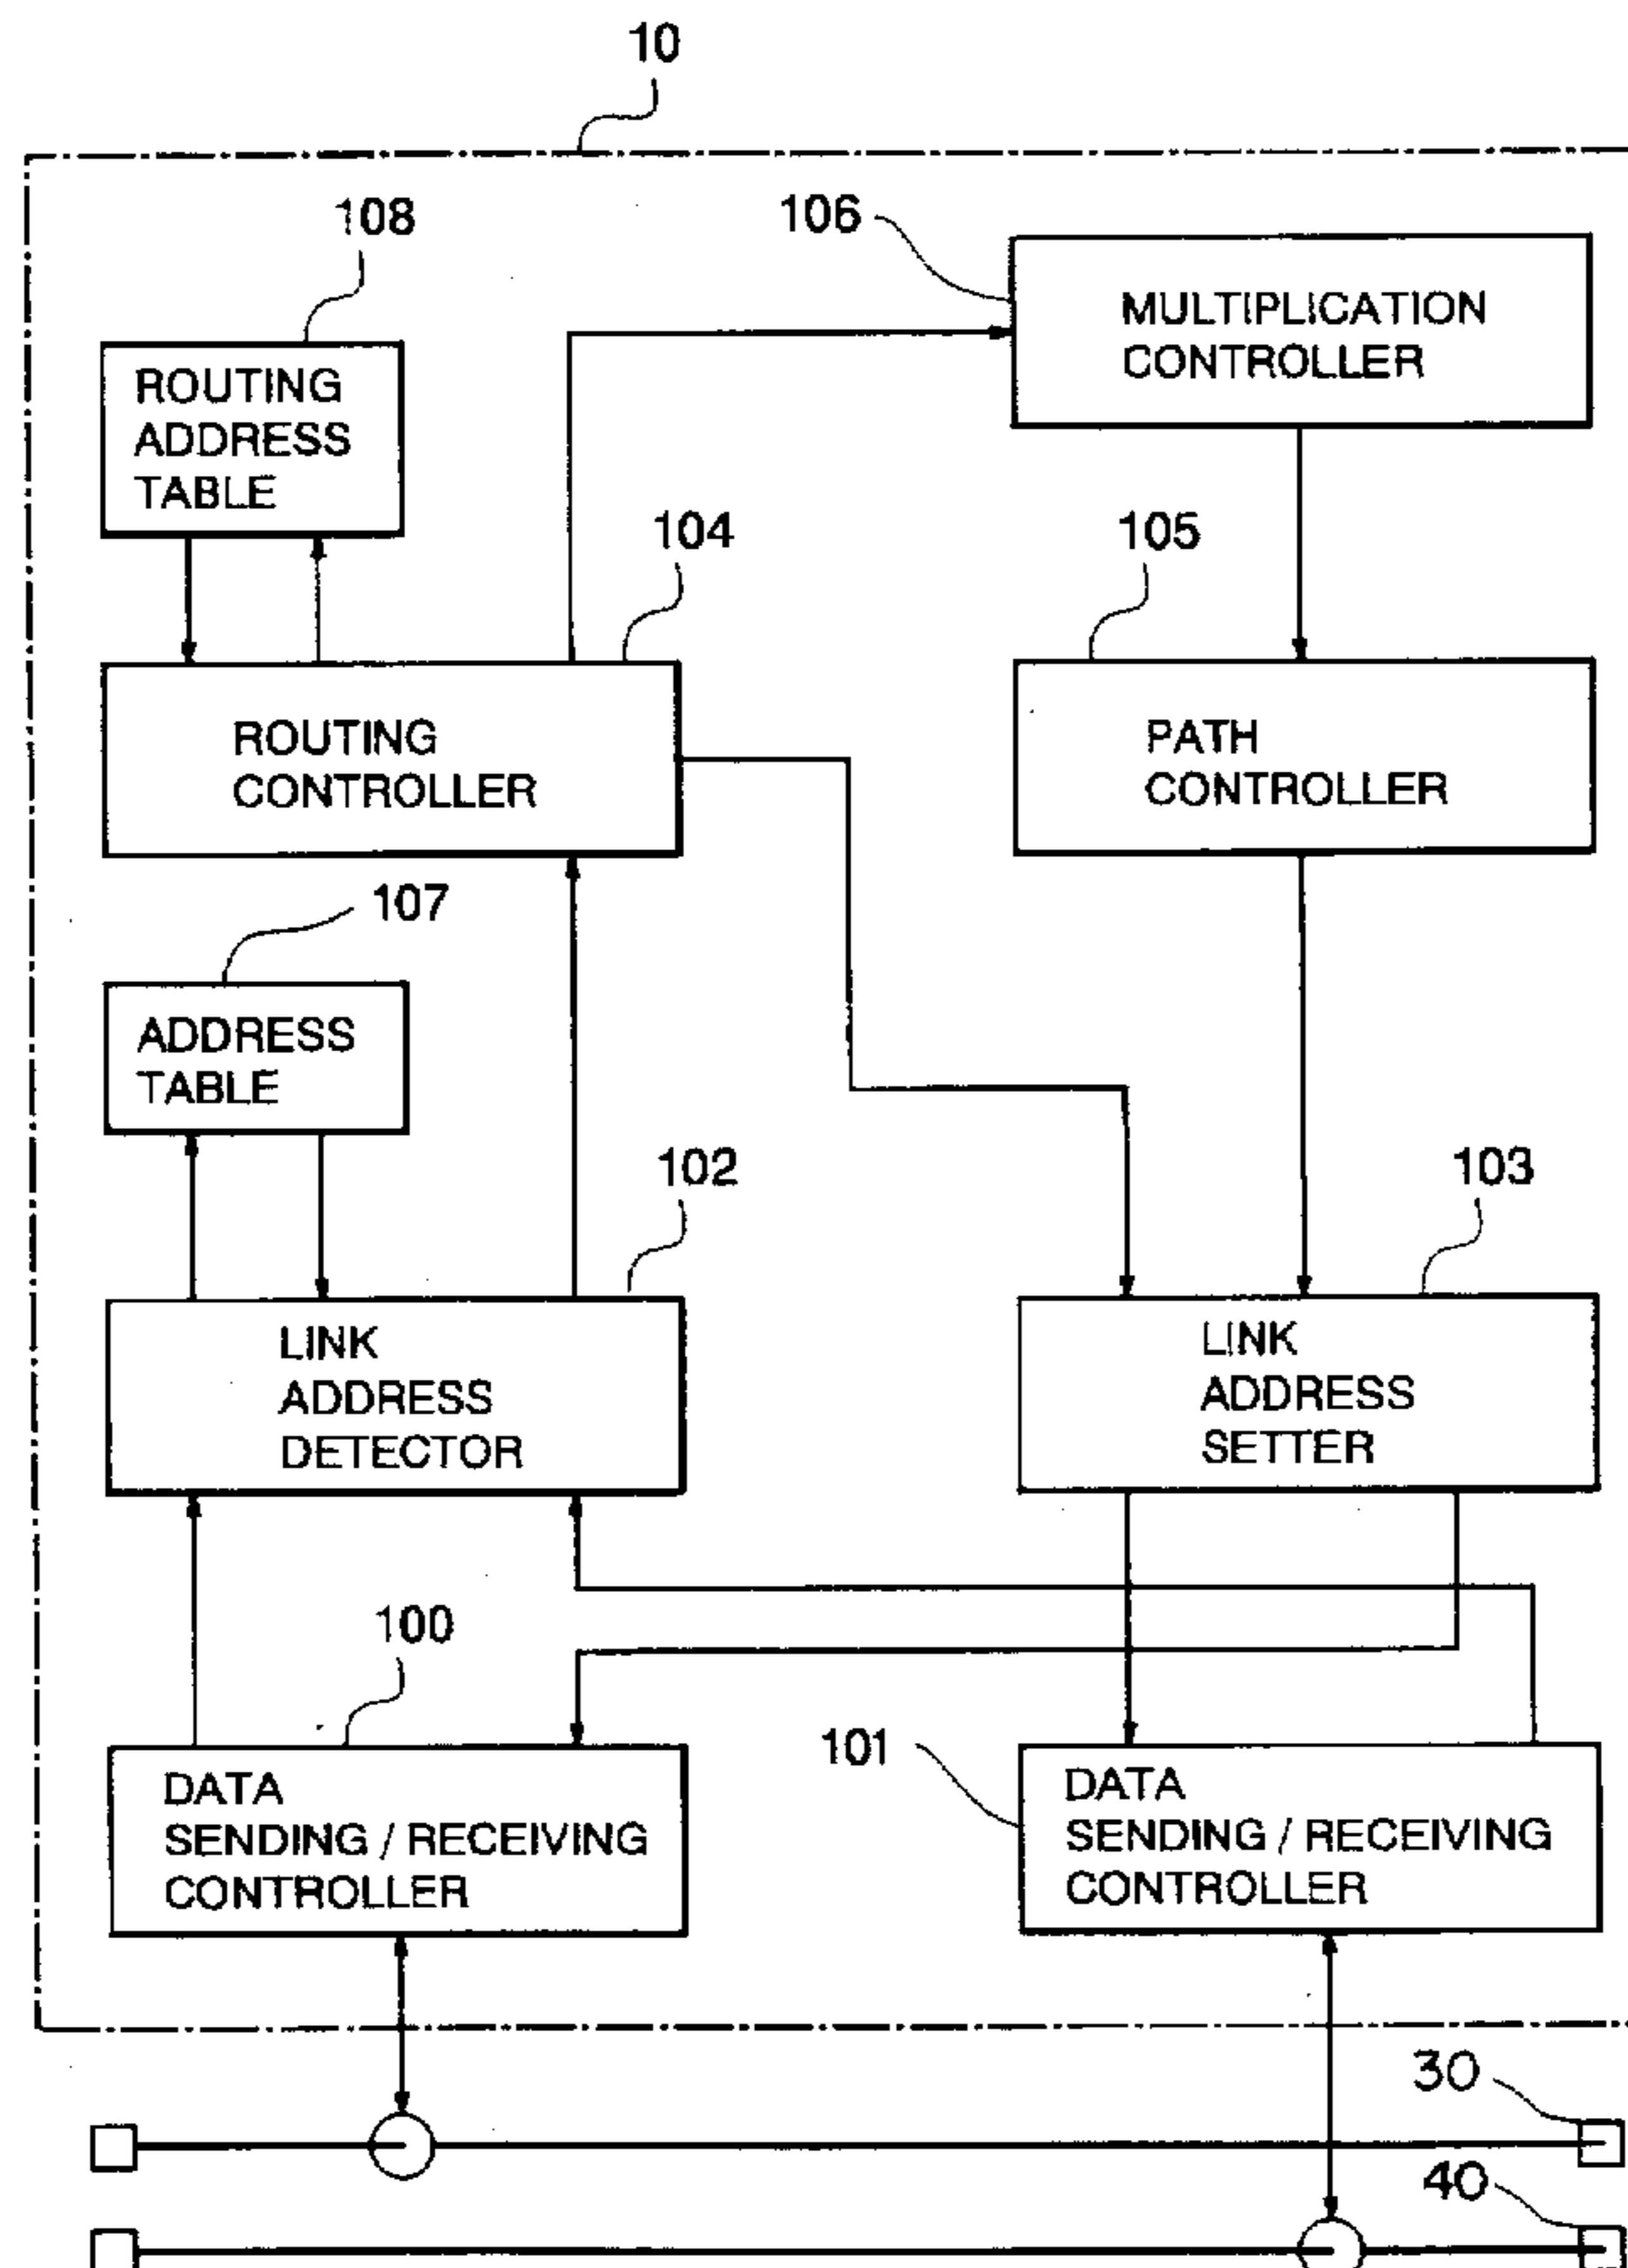 10
108
106
MULTIPLICATION
CONTROLLER
ROUTING
ADDRESS
TABLE
104
105
ROUTING
CONTROLLER
PATH
CONTROLLER
107
ADDRESS
TABLE
102
103
LINK
ADDRESS
DETECTOR
LINK
ADDRESS
SETTER
100
101
DATA
SENDING / RECEIVING
CONTROLLER
DATA
SENDING / RECEIVING
CONTROLLER
30
40